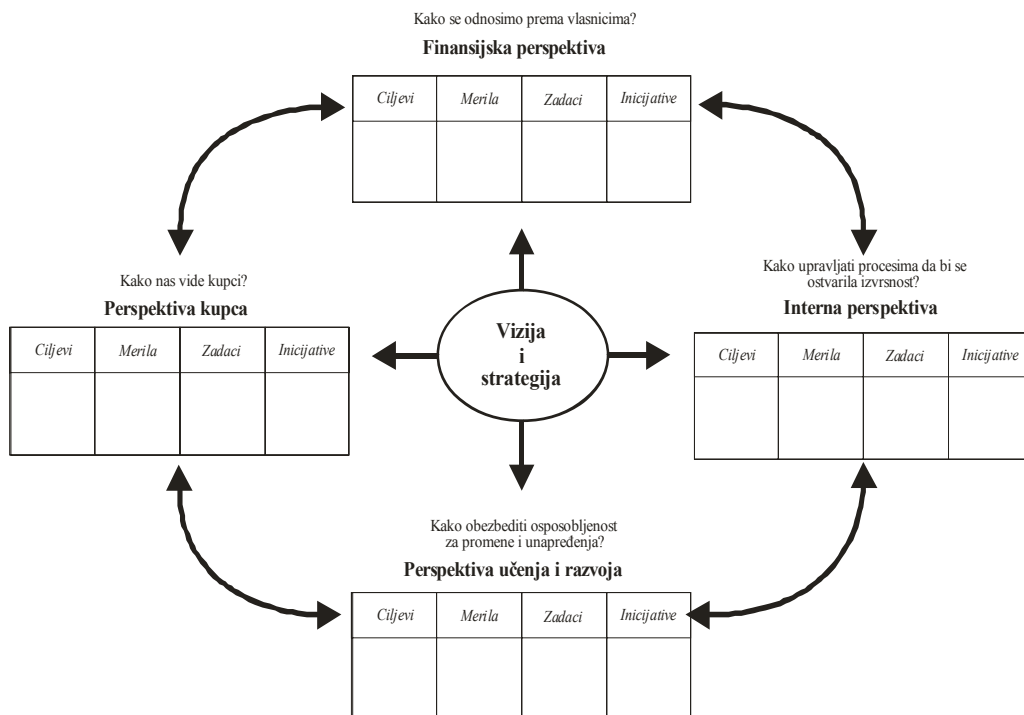 Kako se odnosimo prema vlasnicima?
Finansijska perspektiva
Ciljevi Merila Zadaci Inicijative
Kako nas vide kupci?
Perspektiva kupca
Ciljevi Merila Zadaci Inicijative
Vizija
i
strategija
Kako upravljati procesima da bi se
ostvarila izvrsnost?
Interna perspektiva
Ciljevi Merila Zadaci Inicijative
Kako obezbediti osposobljenost
za promene i unapređenja?
Perspektiva učenja i razvoja
Ciljevi Merila Zadaci Inicijative